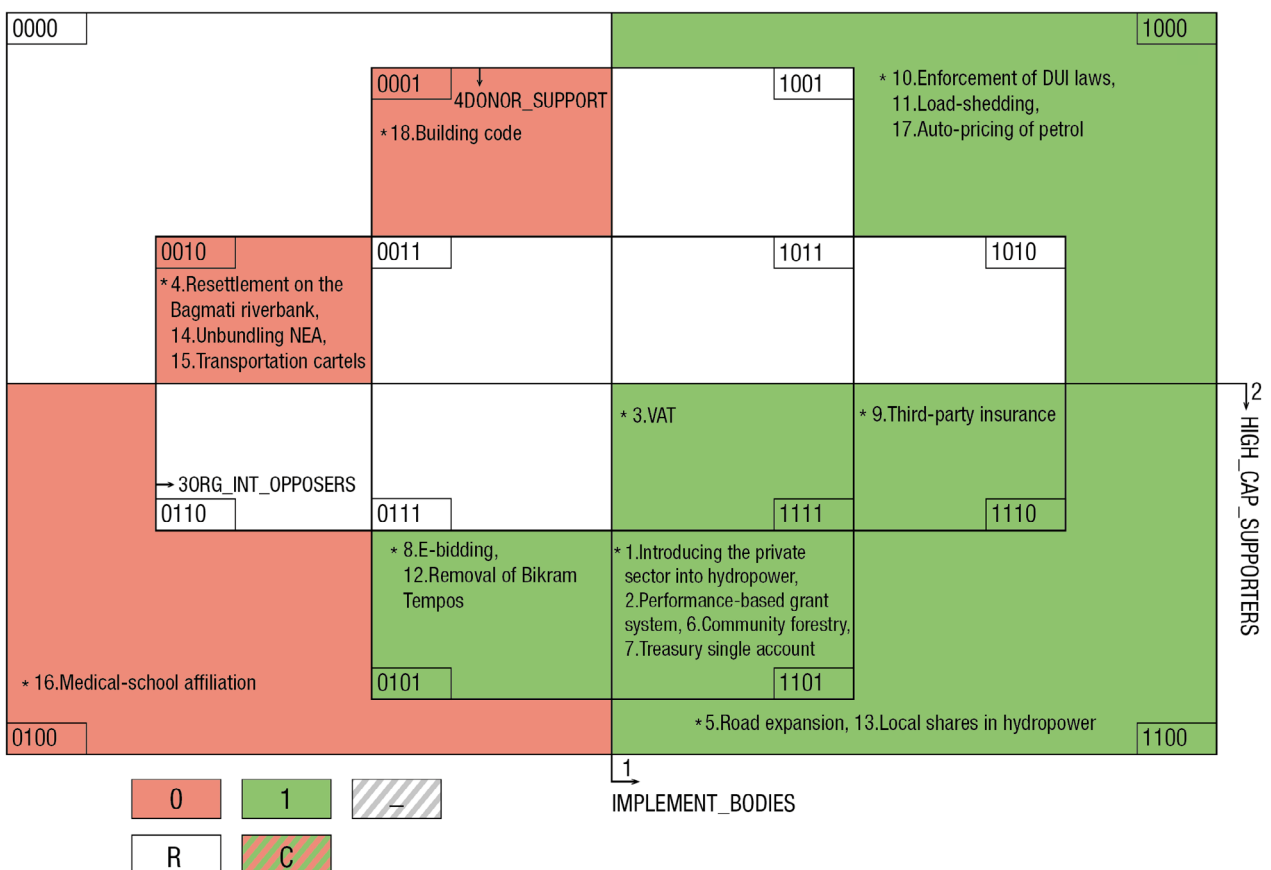 0000
1000
0001
4DONOR_SUPPORT
* 18.Building code
1001
* 10.Enforcement of DUI laws,
11.Load-shedding,
17.Auto-pricing of petrol
0010
* 4.Resettlement on the
Bagmati riverbank,
14.Unbundling NEA,
15.Transportation cartels
0011
1011
1010
2
HIGH_CAP_SUPPORTERS
* 3.VAT
* 9.Third-party insurance
3ORG_INT_OPPOSERS
0110
0111
1111
1110
* 8.E-bidding,
12.Removal of Bikram
Tempos
* 1.Introducing the private
sector into hydropower,
2.Performance-based grant
system, 6.Community forestry,
7.Treasury single account
* 16.Medical-school affiliation
0101
1101
* 5.Road expansion, 13.Local shares in hydropower
0100
1100
1
IMPLEMENT_BODIES
0
1
_
R
C